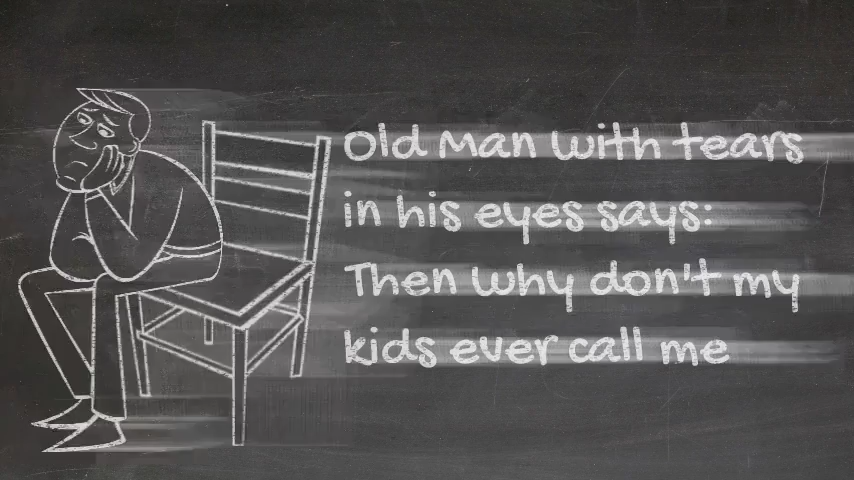 Old Man with tears
in his eyes says:
Then why don't my
kids ever call me